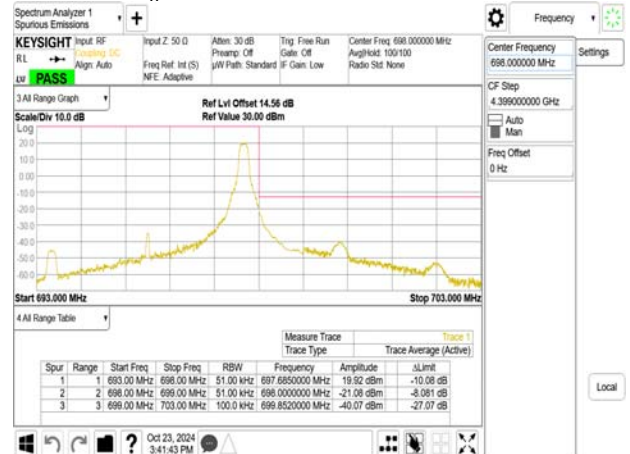 Spectrum Analyzer 1
Spurious Emissions
Frequency
KEYSIGHT Input: RF Input Z: 50 Ω Atten: 30 dB Trig: Free Run Center Freq: 698.000000 MHz
Coupling: DC Preamp: Off Gate: Off Avg|Hold: 100/100
RL Align: Auto Freq Ref: Int (S) µW Path: Standard IF Gain: Low Radio Std: None
NFE: Adaptive
LW PASS
Center Frequency
698.000000 MHz
Settings
CF Step
4.399000000 GHz
Auto
Man
Freq Offset
0 Hz
3 All Range Graph
Ref Lvl Offset 14.56 dB
Scale/Div 10.0 dB Ref Value 30.00 dBm
Log
20.0
10.0
0.00
-10.0
-20.0
-30.0
-40.0
-50.0
-60.0
Start 693.000 MHz Stop 703.000 MHz
4 All Range Table
Measure Trace Trace 1
Trace Type Trace Average (Active)
Spur Range Start Freq Stop Freq RBW Frequency Amplitude ΔLimit
1 1 693.00 MHz 698.00 MHz 51.00 kHz 697.6850000 MHz 19.92 dBm -10.08 dB
2 2 698.00 MHz 699.00 MHz 51.00 kHz 698.0000000 MHz -21.08 dBm -8.081 dB
3 3 699.00 MHz 703.00 MHz 100.0 kHz 699.8520000 MHz -40.07 dBm -27.07 dB
Local
Oct 23, 2024
3:41:43 PM